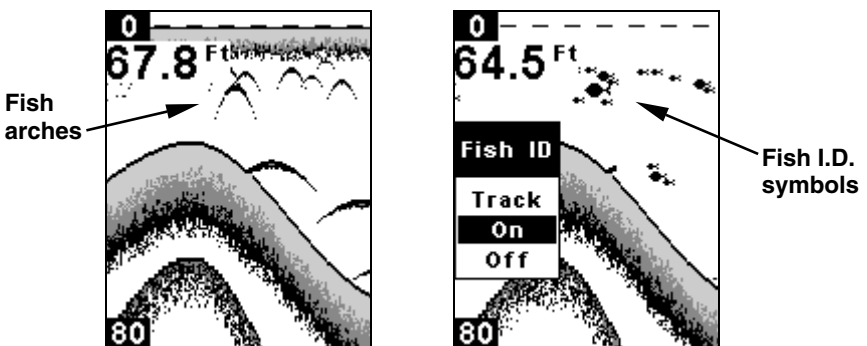 0
67.8 Ft
Fish
arches
80
0
64.5 Ft
Fish ID
Track
On
Off
80
Fish I.D.
symbols